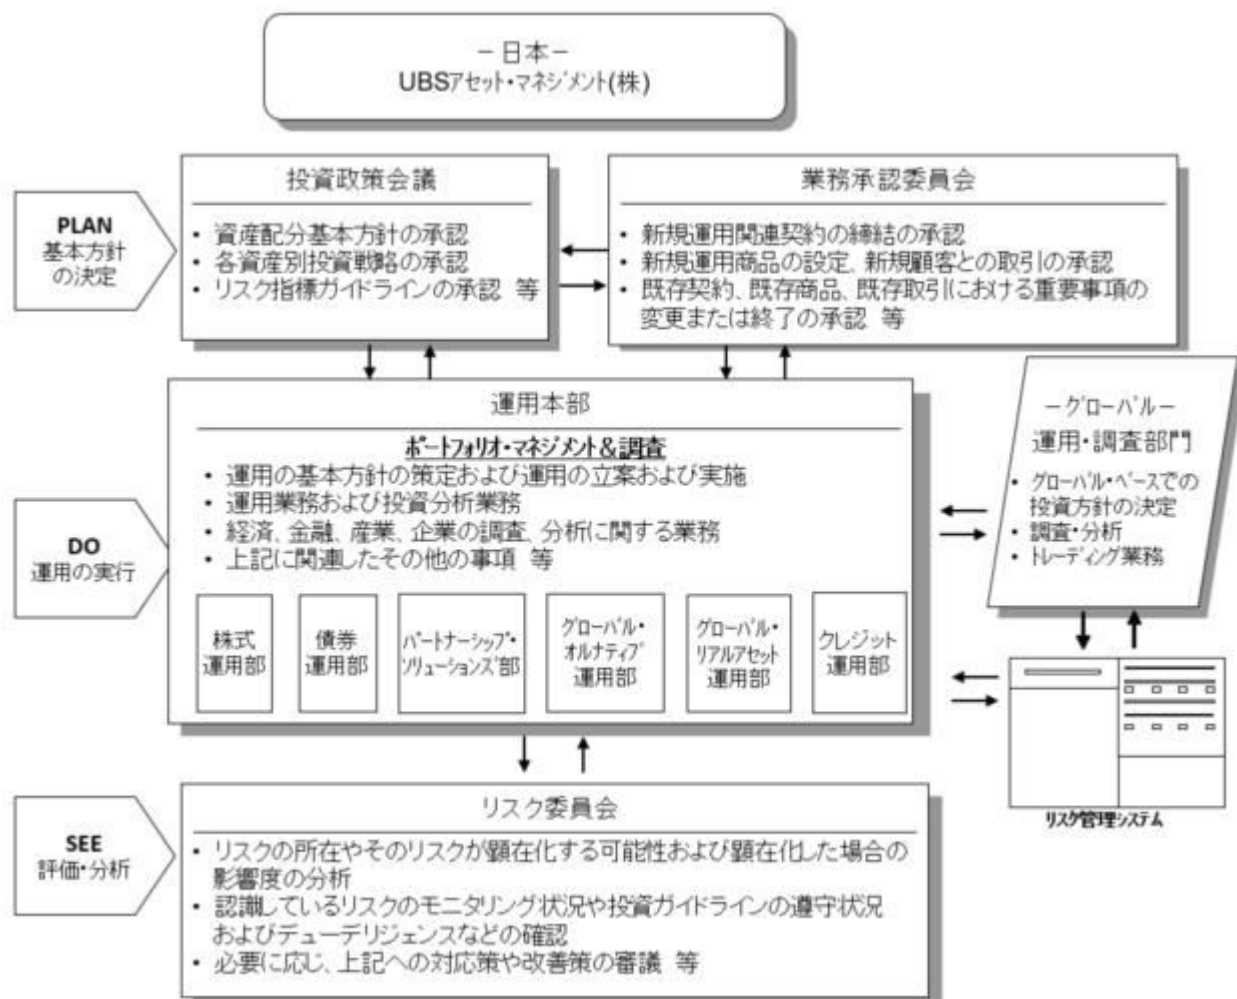 －日本－
UBSｱｾｯﾄ･ﾏﾈｼﾞﾒﾝﾄ(株)
PLAN
基本方針
の決定
投資政策会議
• 資産配分基本方針の承認
• 各資産別投資戦略の承認
• リスク指標ガイドラインの承認 等
業務承認委員会
• 新規運用関連契約の締結の承認
• 新規運用商品の設定、新規顧客との取引の承認
• 既存契約、既存商品、既存取引における重要事項の
変更または終了の承認 等
DO
運用の実行
運用本部
ﾎﾟｰﾄﾌｫﾘｵ･ﾏﾈｼﾞﾒﾝﾄ＆調査
• 運用の基本方針の策定および運用の立案および実施
• 運用業務および投資分析業務
• 経済、金融、産業、企業の調査、分析に関する業務
• 上記に関連したその他の事項 等
株式
運用部
債券
運用部
ﾊﾟｰﾄﾅｰｼｯﾌﾟ･
ｿﾘｭｰｼｮﾝｽﾞ部
ｸﾞﾛｰﾊﾞﾙ･
ｵﾙﾅﾃｨﾌﾞ
運用部
ｸﾞﾛｰﾊﾞﾙ･
ﾘｱﾙｱｾｯﾄ
運用部
クレジット
運用部
－ｸﾞﾛｰﾊﾞﾙ－
運用・調査部門
• ｸﾞﾛｰﾊﾞﾙ･ﾍﾞｰｽでの
投資方針の決定
• 調査・分析
• ﾄﾚｰﾃﾞｨﾝｸﾞ業務
ﾘｽｸ管理ｼｽﾃﾑ
SEE
評価・分析
リスク委員会
• リスクの所在やそのリスクが顕在化する可能性および顕在化した場合の
影響度の分析
• 認識しているリスクのモニタリング状況や投資ガイドラインの遵守状況
およびデューデリジェンスなどの確認
• 必要に応じ、上記への対応策や改善策の審議 等